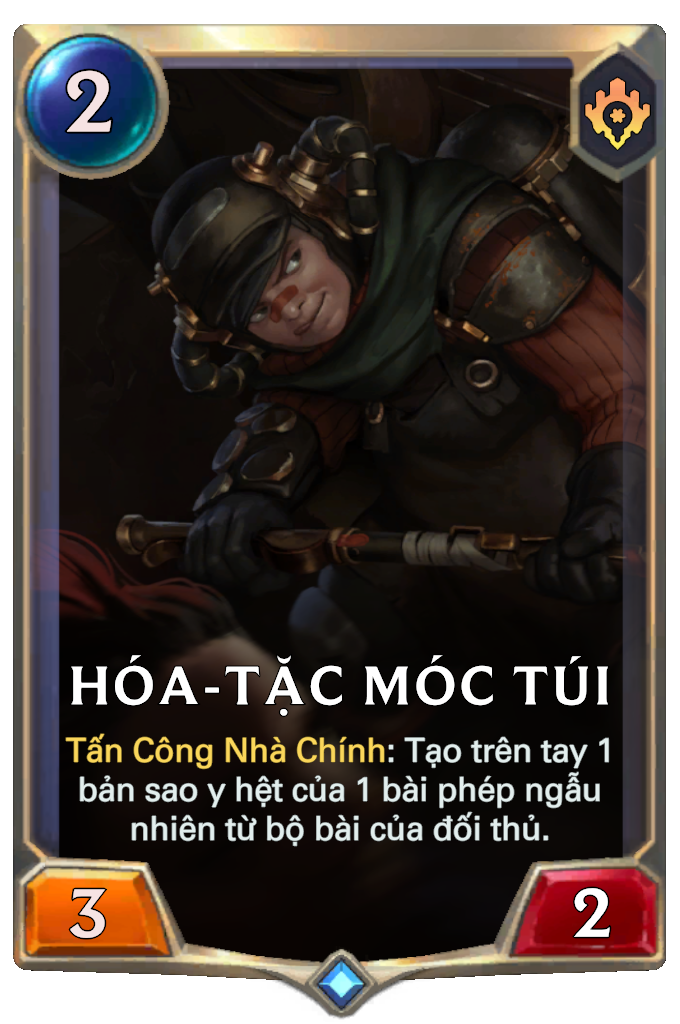 2
HÓA-TẶC MÓC TÚI
Tấn Công Nhà Chính: Tạo trên tay 1
bản sao y hệt của 1 bài phép ngẫu
nhiên từ bộ bài của đối thủ.
3
2